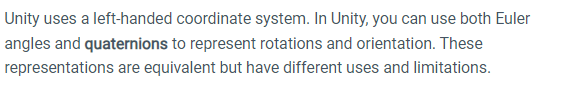 Unity uses a left-handed coordinate system. In Unity, you can use both Euler
angles and quaternions to represent rotations and orientation. These
representations are equivalent but have different uses and limitations.